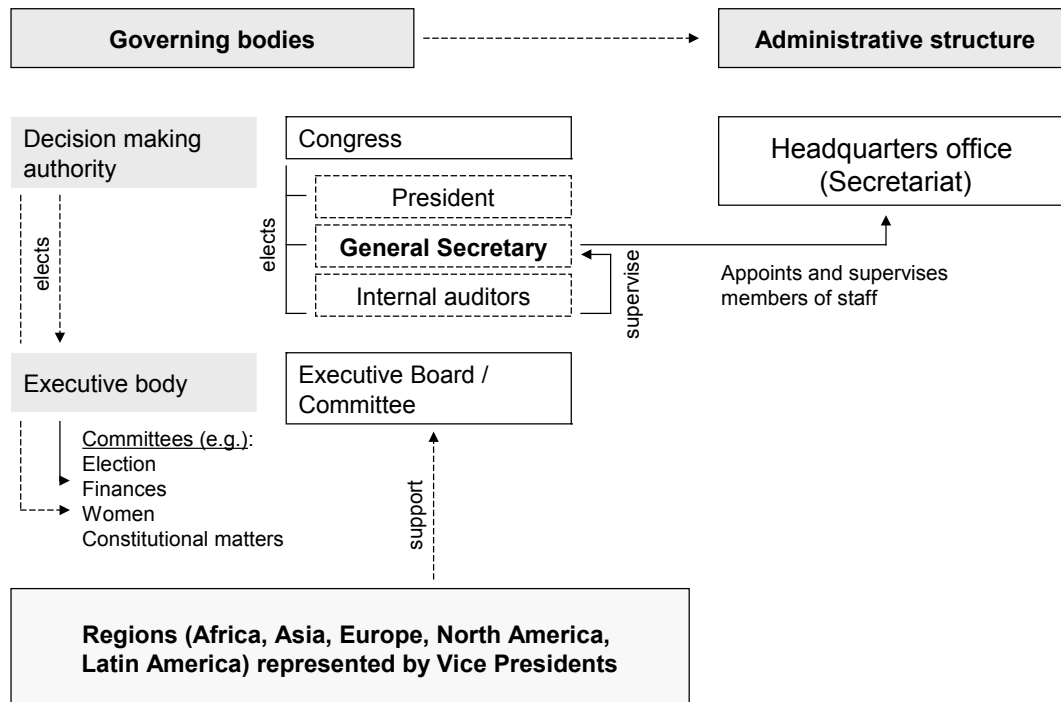 Governing bodies
Administrative structure
Decision making
authority
Congress
Headquarters office
(Secretariat)
President
General Secretary
Internal auditors
elects
elects
supervise
Appoints and supervises
members of staff
Executive body
Executive Board /
Committee
Committees (e.g.):
Election
Finances
Women
Constitutional matters
support
Regions (Africa, Asia, Europe, North America,
Latin America) represented by Vice Presidents